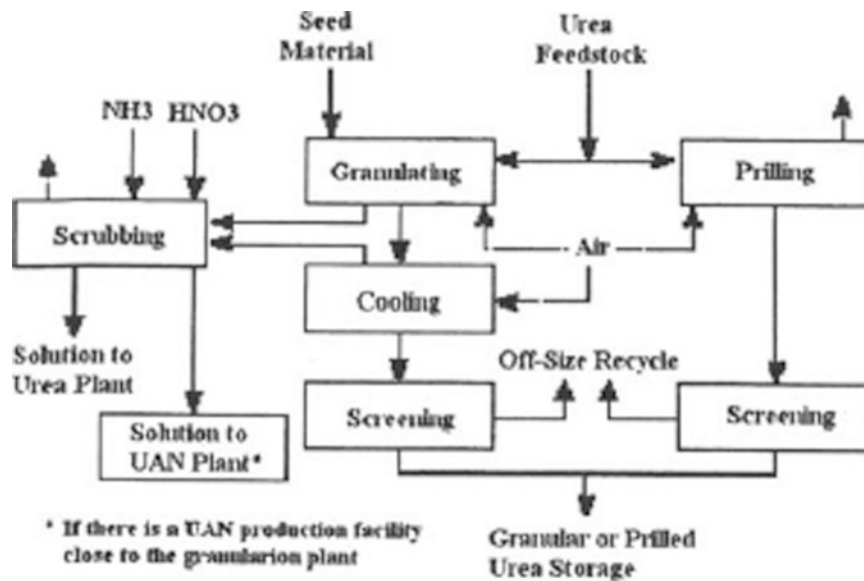 Seed
Material
Urea
Feedstock
NH3 HNO3
Granulating
Prilling
Scrubbing
Air
Cooling
Solution to
Urea Plant
Off-Size Recycle
Screening
Screening
Solution to
UAN Plant*
* If there is a UAN production facility
close to the granularion plant
Granular or Prilled
Urea Storage